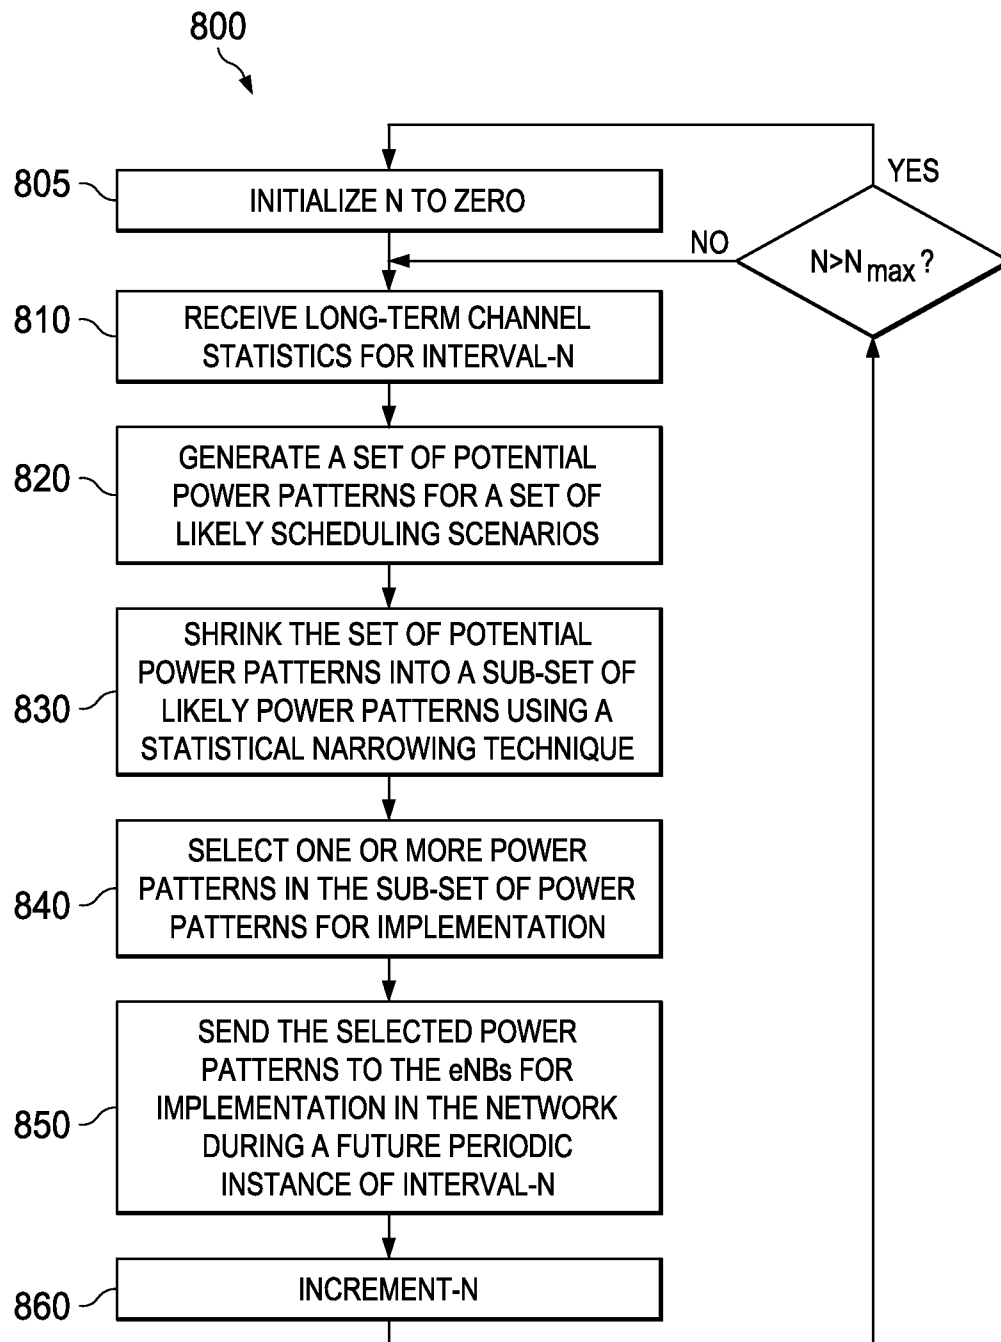 800
805
INITIALIZE N TO ZERO
YES
NO
N>Nmax?
810
RECEIVE LONG-TERM CHANNEL
STATISTICS FOR INTERVAL-N
820
GENERATE A SET OF POTENTIAL
POWER PATTERNS FOR A SET OF
LIKELY SCHEDULING SCENARIOS
830
SHRINK THE SET OF POTENTIAL
POWER PATTERNS INTO A SUB-SET OF
LIKELY POWER PATTERNS USING A
STATISTICAL NARROWING TECHNIQUE
840
SELECT ONE OR MORE POWER
PATTERNS IN THE SUB-SET OF POWER
PATTERNS FOR IMPLEMENTATION
850
SEND THE SELECTED POWER
PATTERNS TO THE eNBs FOR
IMPLEMENTATION IN THE NETWORK
DURING A FUTURE PERIODIC
INSTANCE OF INTERVAL-N
860
INCREMENT-N